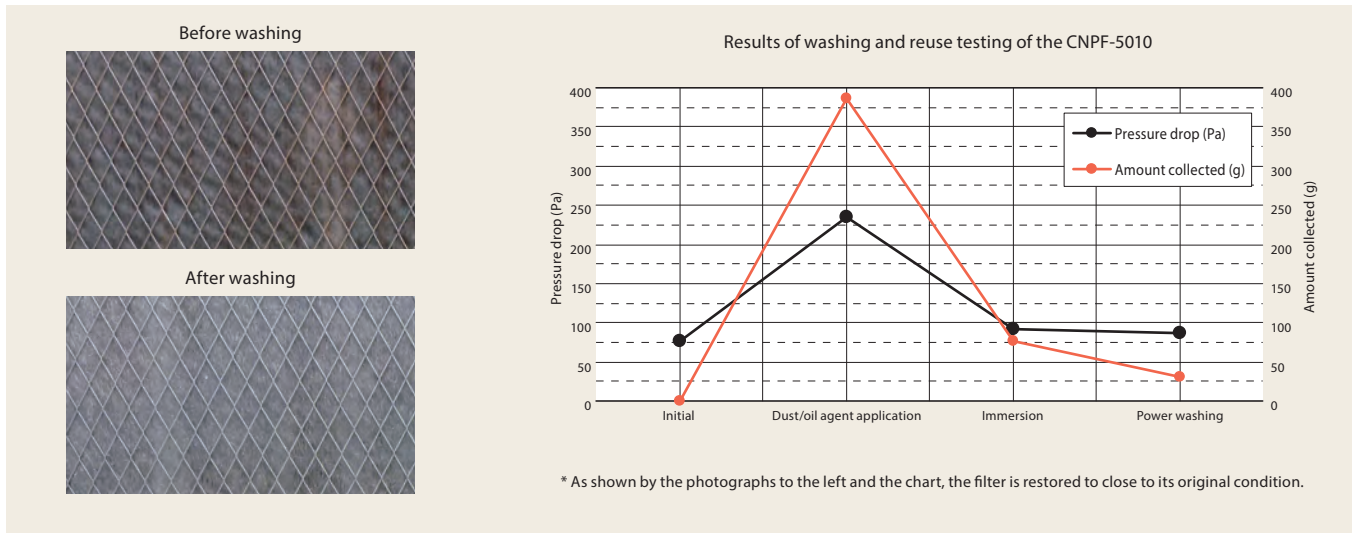 Before washing
After washing
Results of washing and reuse testing of the CNPF-5010
Pressure drop (Pa)
400
350
300
250
200
150
100
50
0
Pressure drop (Pa)
Amount collected (g)
400
350
300
250
200
150
100
50
0
Amount collected (g)
Initial
Dust/oil agent application
Immersion
Power washing
* As shown by the photographs to the left and the chart, the filter is restored to close to its original condition.